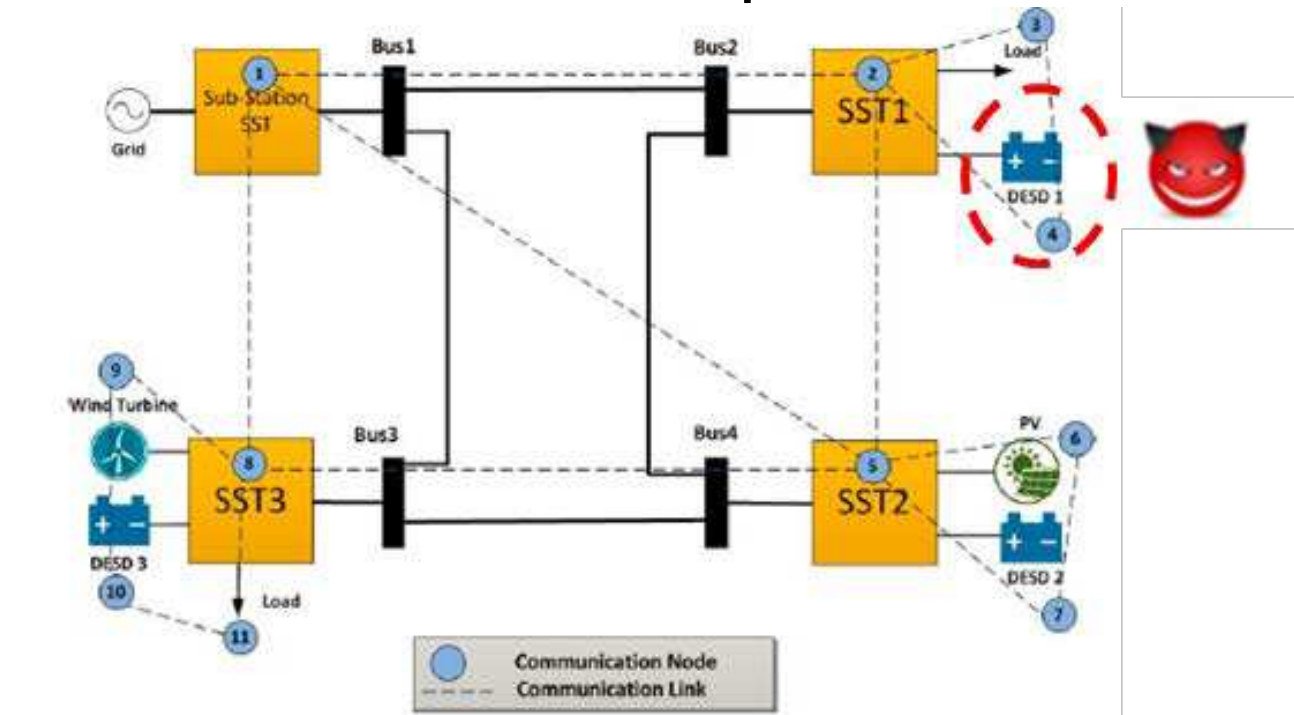 Bus1
Bus2
3
Load
1
Sub-Station
SST
2
SST1
Grid
DESD 1
4
9
Wind Turbine
Bus3
Bus4
PV
6
8
SST3
5
SST2
DESD 3
DESD 2
10
Load
7
11
Communication Node
Communication Link